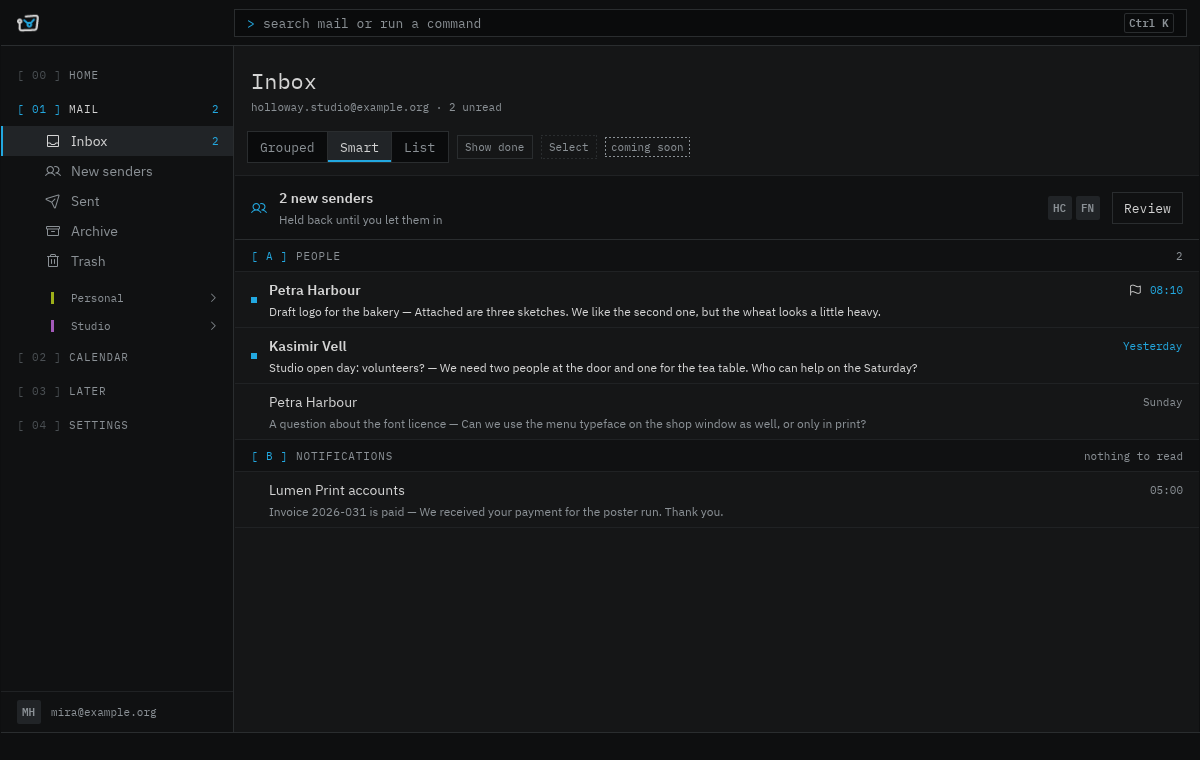 > search mail or run a command
Ctrl K
[ 00 ] HOME
[ 01 ] MAIL 2
Inbox 2
New senders
Sent
Archive
Trash
Personal
Studio
[ 02 ] CALENDAR
[ 03 ] LATER
[ 04 ] SETTINGS
MH mira@example.org
Inbox
holloway.studio@example.org · 2 unread
Grouped Smart List Show done Select coming soon
2 new senders
Held back until you let them in
HC FN Review
[ A ] PEOPLE 2
Petra Harbour 08:10
Draft logo for the bakery — Attached are three sketches. We like the second one, but the wheat looks a little heavy.
Kasimir Vell Yesterday
Studio open day: volunteers? — We need two people at the door and one for the tea table. Who can help on the Saturday?
Petra Harbour Sunday
A question about the font licence — Can we use the menu typeface on the shop window as well, or only in print?
[ B ] NOTIFICATIONS nothing to read
Lumen Print accounts 05:00
Invoice 2026-031 is paid — We received your payment for the poster run. Thank you.